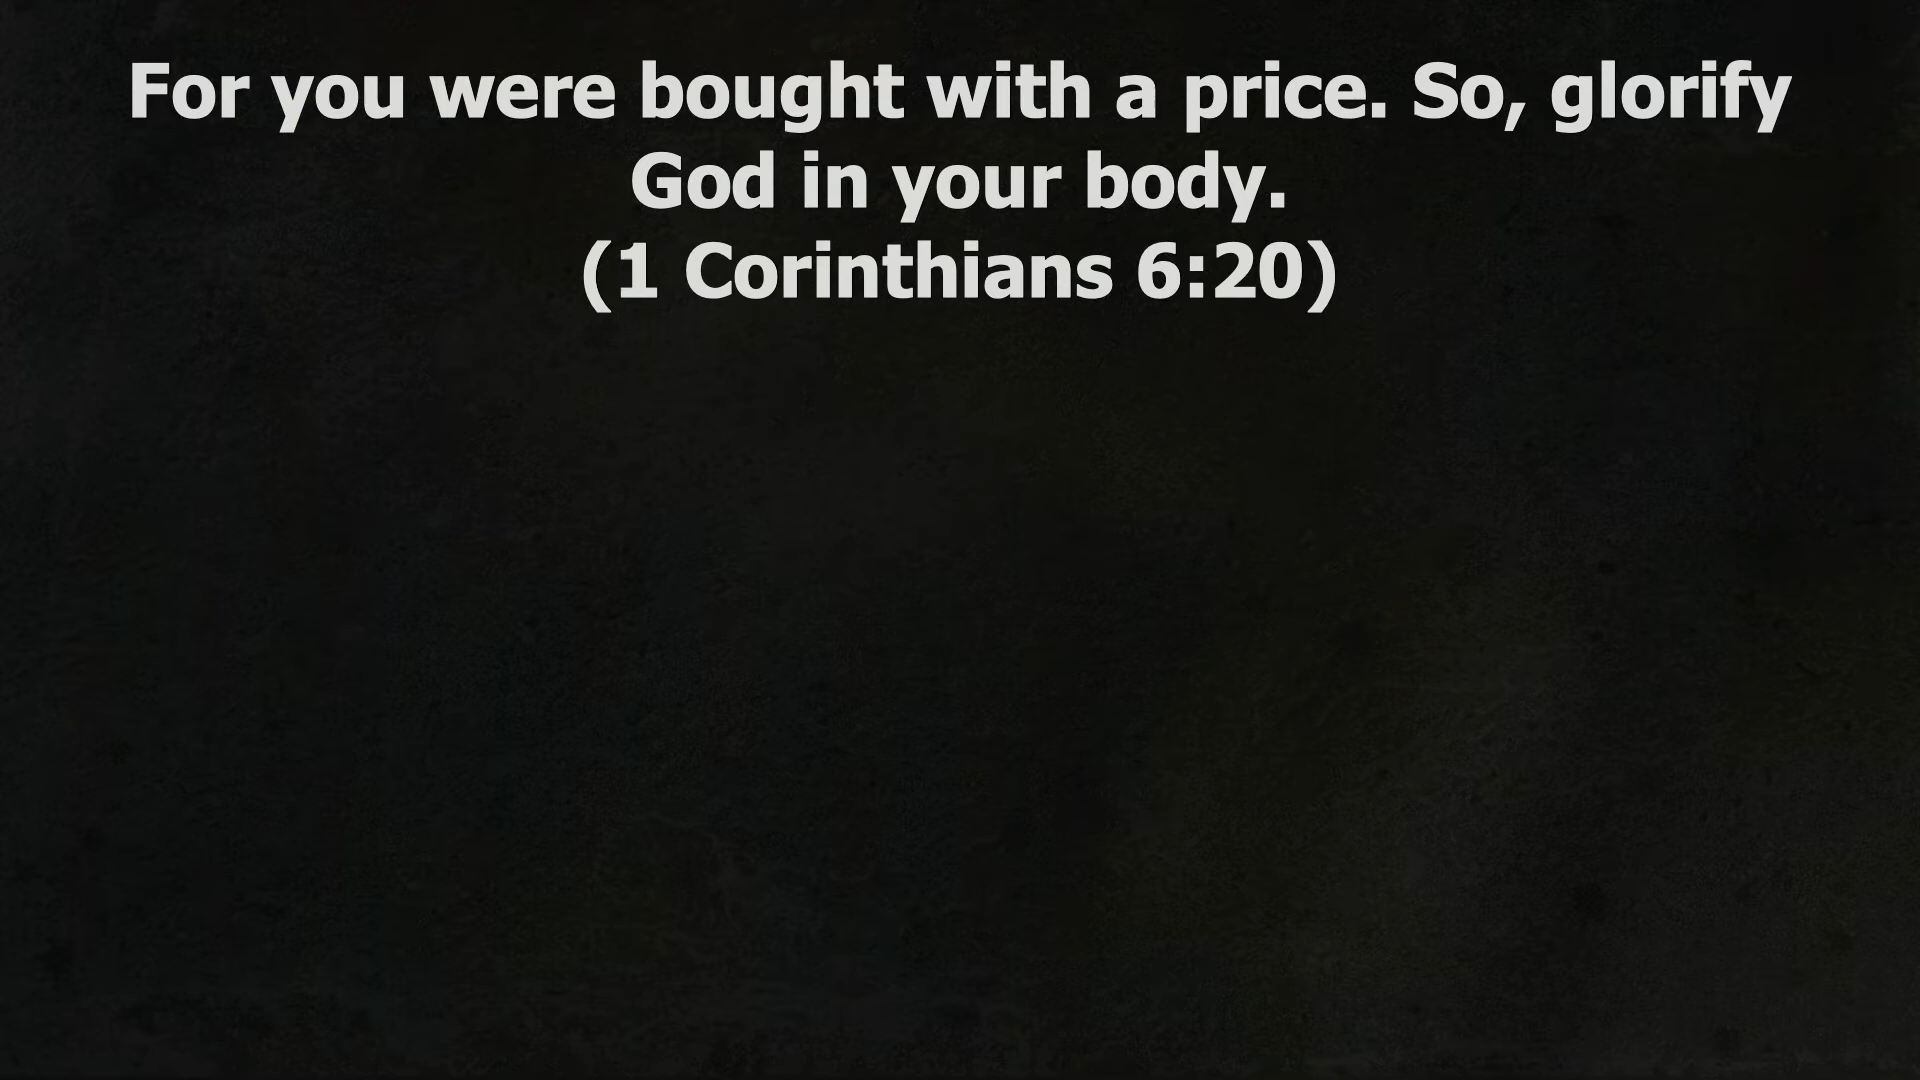 For you were bought with a price. So, glorify
God in your body.
(1 Corinthians 6:20)